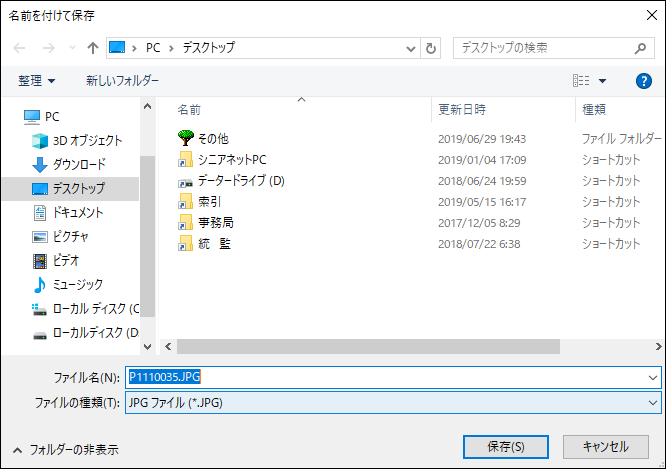 名前を付けて保存
PC > デスクトップ
デスクトップの検索
整理
新しいフォルダー
PC
3D オブジェクト
ダウンロード
デスクトップ
ドキュメント
ピクチャ
ビデオ
ミュージック
ローカル ディスク (C
ローカルディスク (D
名前 更新日時 種類
その他 2019/06/29 19:43 ファイル フォルダー
シニアネットPC 2019/01/04 17:09 ショートカット
データードライブ (D) 2018/06/24 19:59 ショートカット
索引 2019/05/15 16:17 ショートカット
事務局 2017/12/05 8:29 ショートカット
統　監 2018/07/22 6:38 ショートカット
ファイル名(N): P1110035.JPG
ファイルの種類(T): JPG ファイル (*.JPG)
フォルダーの非表示
保存(S)
キャンセル